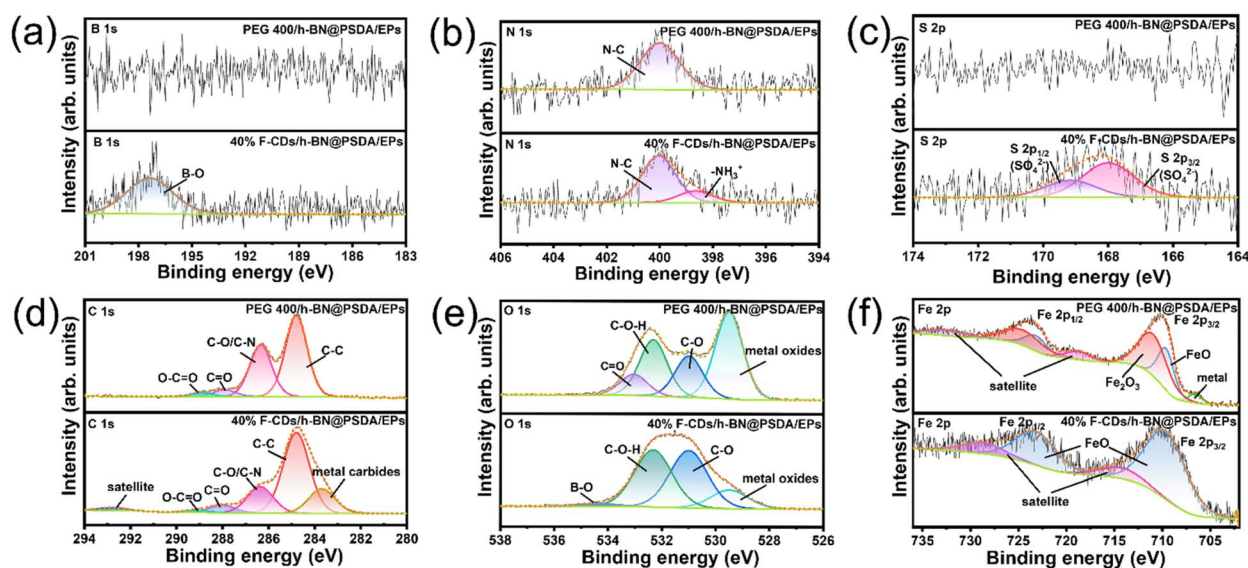 (a)
B 1s
PEG 400/h-BN@PSDA/EPs
B 1s
40% F-CDs/h-BN@PSDA/EPs
B-O
Intensity (arb. units)
201 198 195 192 189 186 183
Binding energy (eV)
(b)
N 1s
PEG 400/h-BN@PSDA/EPs
N-C
N 1s
40% F-CDs/h-BN@PSDA/EPs
N-C
-NH₃⁺
Intensity (arb. units)
406 404 402 400 398 396 394
Binding energy (eV)
(c)
S 2p
PEG 400/h-BN@PSDA/EPs
S 2p
40% F-CDs/h-BN@PSDA/EPs
S 2p₁/₂
(SO₄²⁻)
S 2p₃/₂
(SO₄²⁻)
Intensity (arb. units)
174 172 170 168 166 164
Binding energy (eV)
(d)
C 1S
PEG 400/h-BN@PSDA/EPs
C-O/C-N
C-C
O-C=O
C=O
C 1S
40% F-CDs/h-BN@PSDA/EPs
C-C
C-O/C-N
metal carbides
satellite
O-C=O
C=O
Intensity (arb. units)
294 292 290 288 286 284 282 280
Binding energy (eV)
(e)
O 1S
PEG 400/h-BN@PSDA/EPs
C-O-H
C-O
C=O
metal oxides
O 1S
40% F-CDs/h-BN@PSDA/EPs
C-O-H
C-O
B-O
metal oxides
Intensity (arb. units)
538 536 534 532 530 528 526
Binding energy (eV)
(f)
Fe 2p
PEG 400/h-BN@PSDA/EPs
Fe 2p₁/₂
Fe 2p₃/₂
FeO
satellite
Fe₂O₃
metal
Fe 2p
40% F-CDs/h-BN@PSDA/EPs
Fe 2p₁/₂
FeO
Fe 2p₃/₂
satellite
Intensity (arb. units)
735 730 725 720 715 710 705
Binding energy (eV)